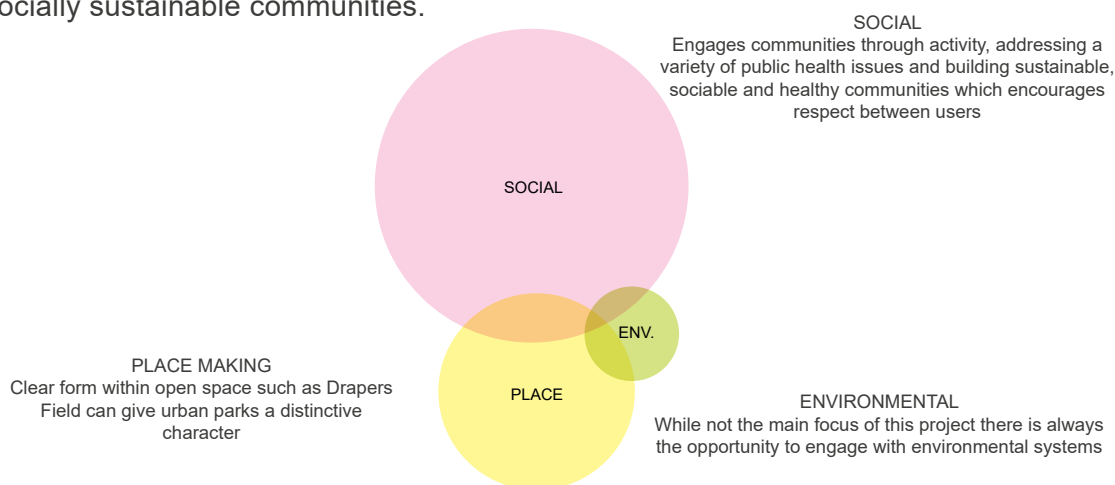 socially sustainable communities.
SOCIAL
Engages communities through activity, addressing a
variety of public health issues and building sustainable,
sociable and healthy communities which encourages
respect between users
SOCIAL
ENV.
PLACE MAKING
Clear form within open space such as Drapers
Field can give urban parks a distinctive
character
PLACE
ENVIRONMENTAL
While not the main focus of this project there is always
the opportunity to engage with environmental systems